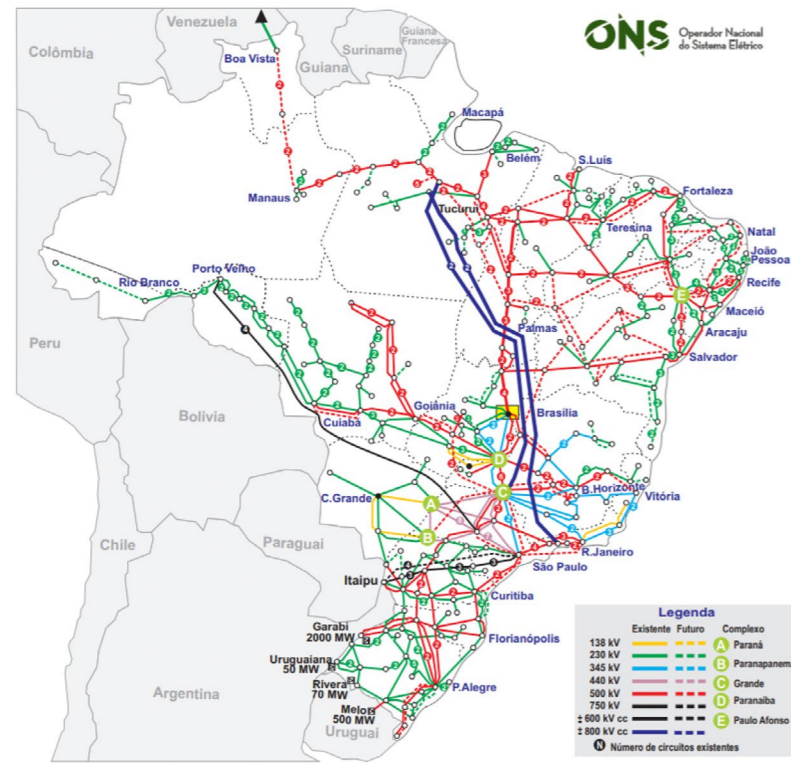 ONS
Operador Nacional
do Sistema Elétrico
Venezuela
Colômbia
Boa Vista
Guiana
Suriname
Guiana
Francesa
Macapá
Belém
S.Luís
Manaus
Tucuruí
Fortaleza
Teresina
Natal
João
Pessoa
Recife
Maceió
Aracaju
Salvador
Porto Velho
Rio Branco
Palmas
Peru
Bolivia
Goiânia
Cuiabá
Brasília
E
D
C
A
B
C.Grande
B.Horizonte
Vitória
Chile
Paraguai
R.Janeiro
São Paulo
Itaipu
Curitiba
Garabi
2000 MW
Florianópolis
Uruguaiana
50 MW
Rivera
70 MW
P.Alegre
Melo
500 MW
Argentina
Uruguai
Legenda
Existente Futuro Complexo
138 kV
230 kV
345 kV
440 kV
500 kV
750 kV
± 600 kV cc
± 800 kV cc
A Paraná
B Paranapanema
C Grande
D Paranaiba
E Paulo Afonso
N Número de circuitos existentes